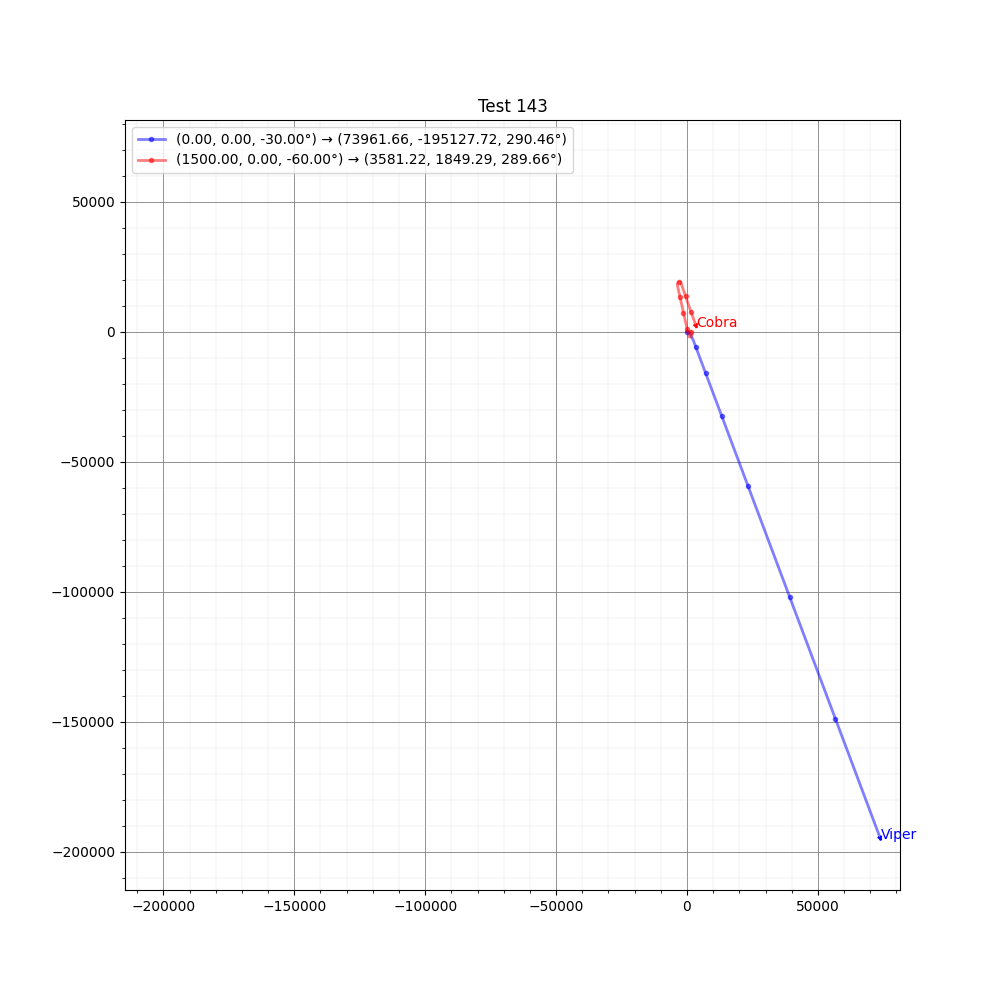 Test 143
(0.00, 0.00, -30.00°) → (73961.66, -195127.72, 290.46°)
(1500.00, 0.00, -60.00°) → (3581.22, 1849.29, 289.66°)
50000
0
−50000
−100000
−150000
−200000
Cobra
Viper
−200000 −150000 −100000 −50000 0 50000